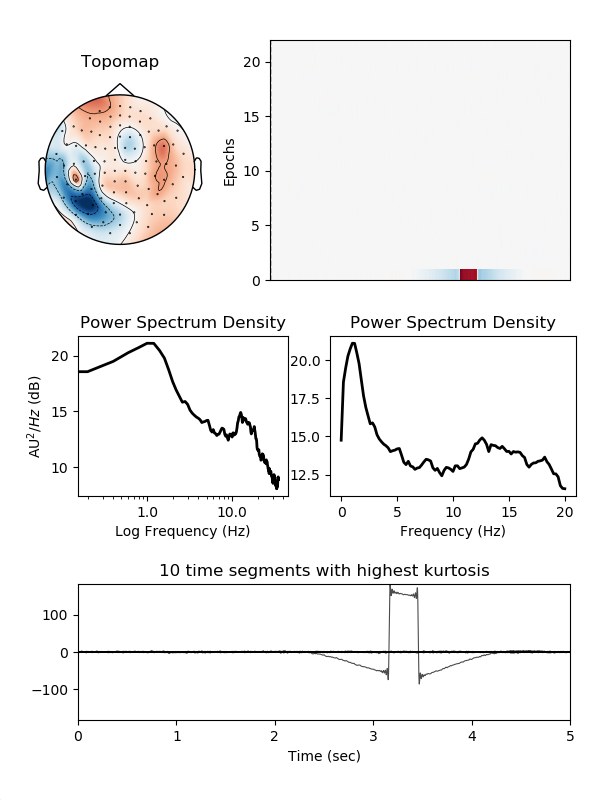 Topomap
20
15
10
5
0
Epochs
Power Spectrum Density
20
15
10
AU²/Hz (dB)
1.0 10.0
Log Frequency (Hz)
Power Spectrum Density
20.0
17.5
15.0
12.5
0 5 10 15 20
Frequency (Hz)
10 time segments with highest kurtosis
100
0
−100
0 1 2 3 4 5
Time (sec)